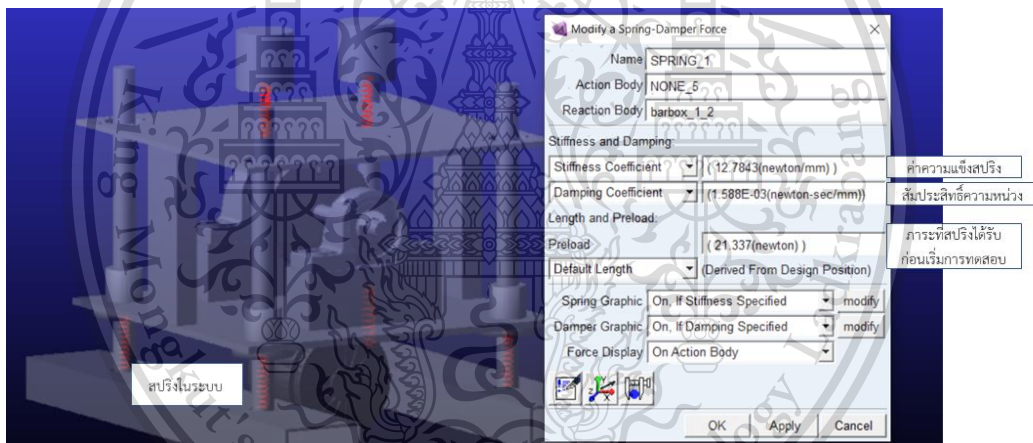 Modify a Spring-Damper Force
Name SPRING_1
Action Body NONE_5
Reaction Body barbox_1_2
Stiffness and Damping:
Stiffness Coefficient ( 12.7843(newton/mm) )
ค่าความแข็งสปริง
Damping Coefficient (1.588E-03(newton-sec/mm))
สัมประสิทธิ์ความหน่วง
Length and Preload:
Preload ( 21.337(newton) )
ภาระที่สปริงได้รับ
ก่อนเริ่มการทดสอบ
Default Length (Derived From Design Position)
Spring Graphic On, If Stiffness Specified modify
Damper Graphic On, If Damping Specified modify
Force Display On Action Body
OK Apply Cancel
สปริงในระบบ
King Mongkut's
Technology Ladkrabang